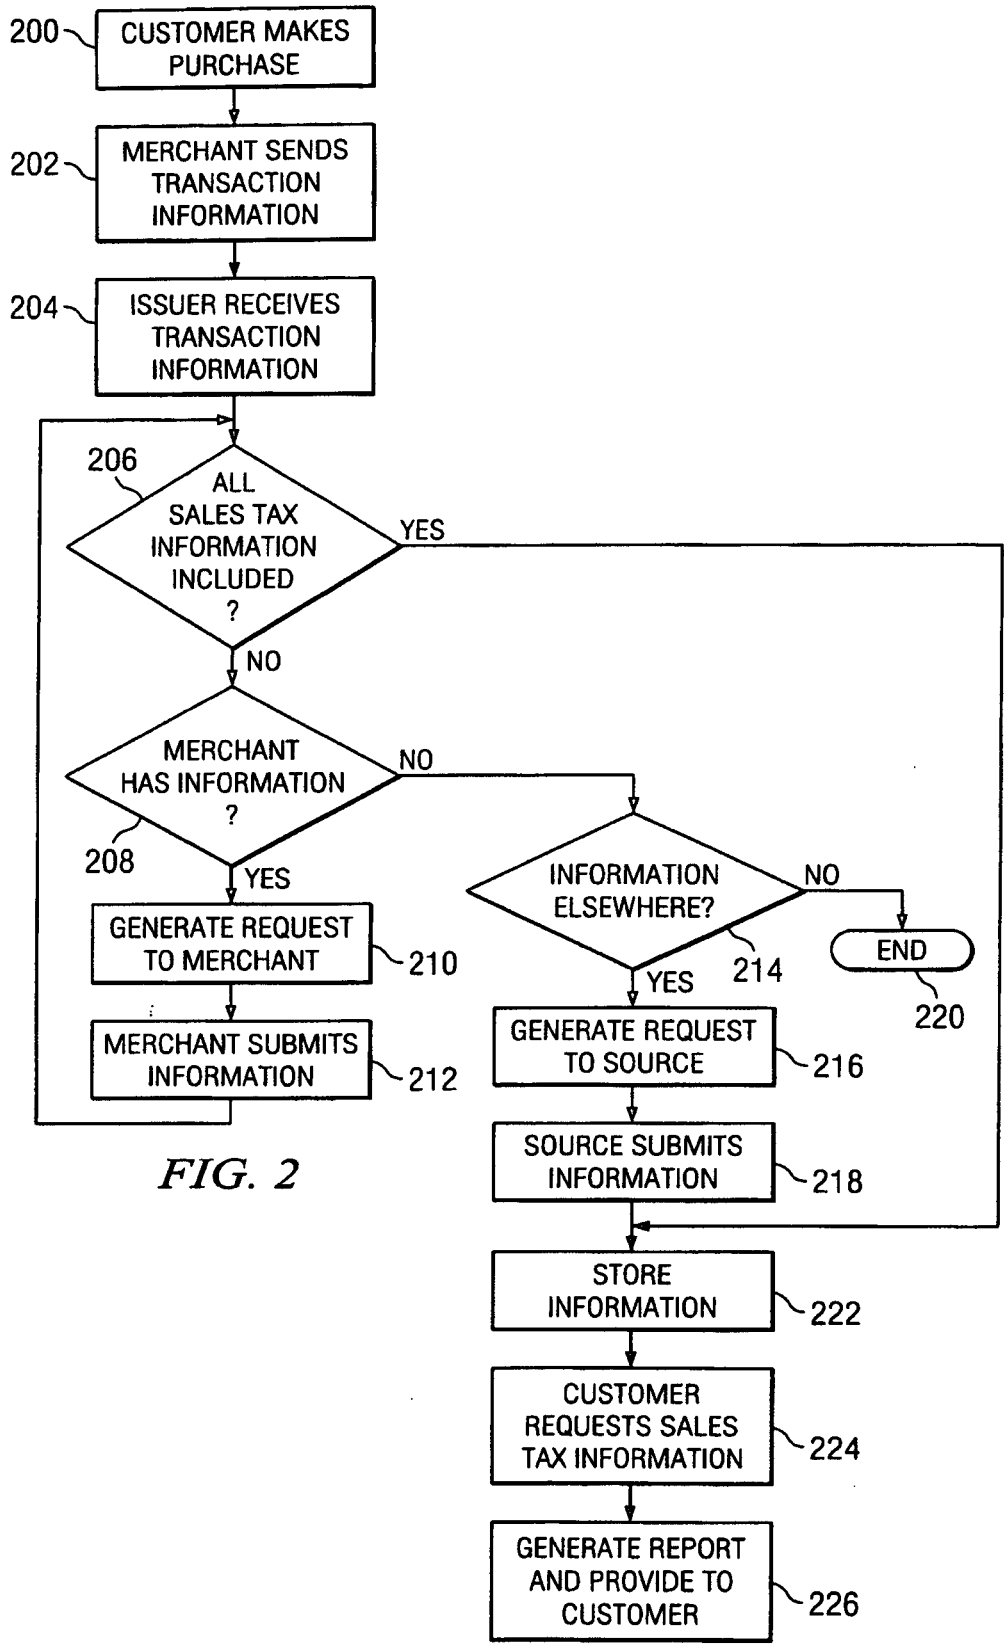 200
CUSTOMER MAKES
PURCHASE
202
MERCHANT SENDS
TRANSACTION
INFORMATION
204
ISSUER RECEIVES
TRANSACTION
INFORMATION
206
ALL
SALES TAX
INFORMATION
INCLUDED
?
YES
NO
MERCHANT
HAS INFORMATION
?
208
NO
YES
INFORMATION
ELSEWHERE?
214
NO
END
220
YES
GENERATE REQUEST
TO MERCHANT
210
MERCHANT SUBMITS
INFORMATION
212
GENERATE REQUEST
TO SOURCE
216
SOURCE SUBMITS
INFORMATION
218
FIG. 2
STORE
INFORMATION
222
CUSTOMER
REQUESTS SALES
TAX INFORMATION
224
GENERATE REPORT
AND PROVIDE TO
CUSTOMER
226